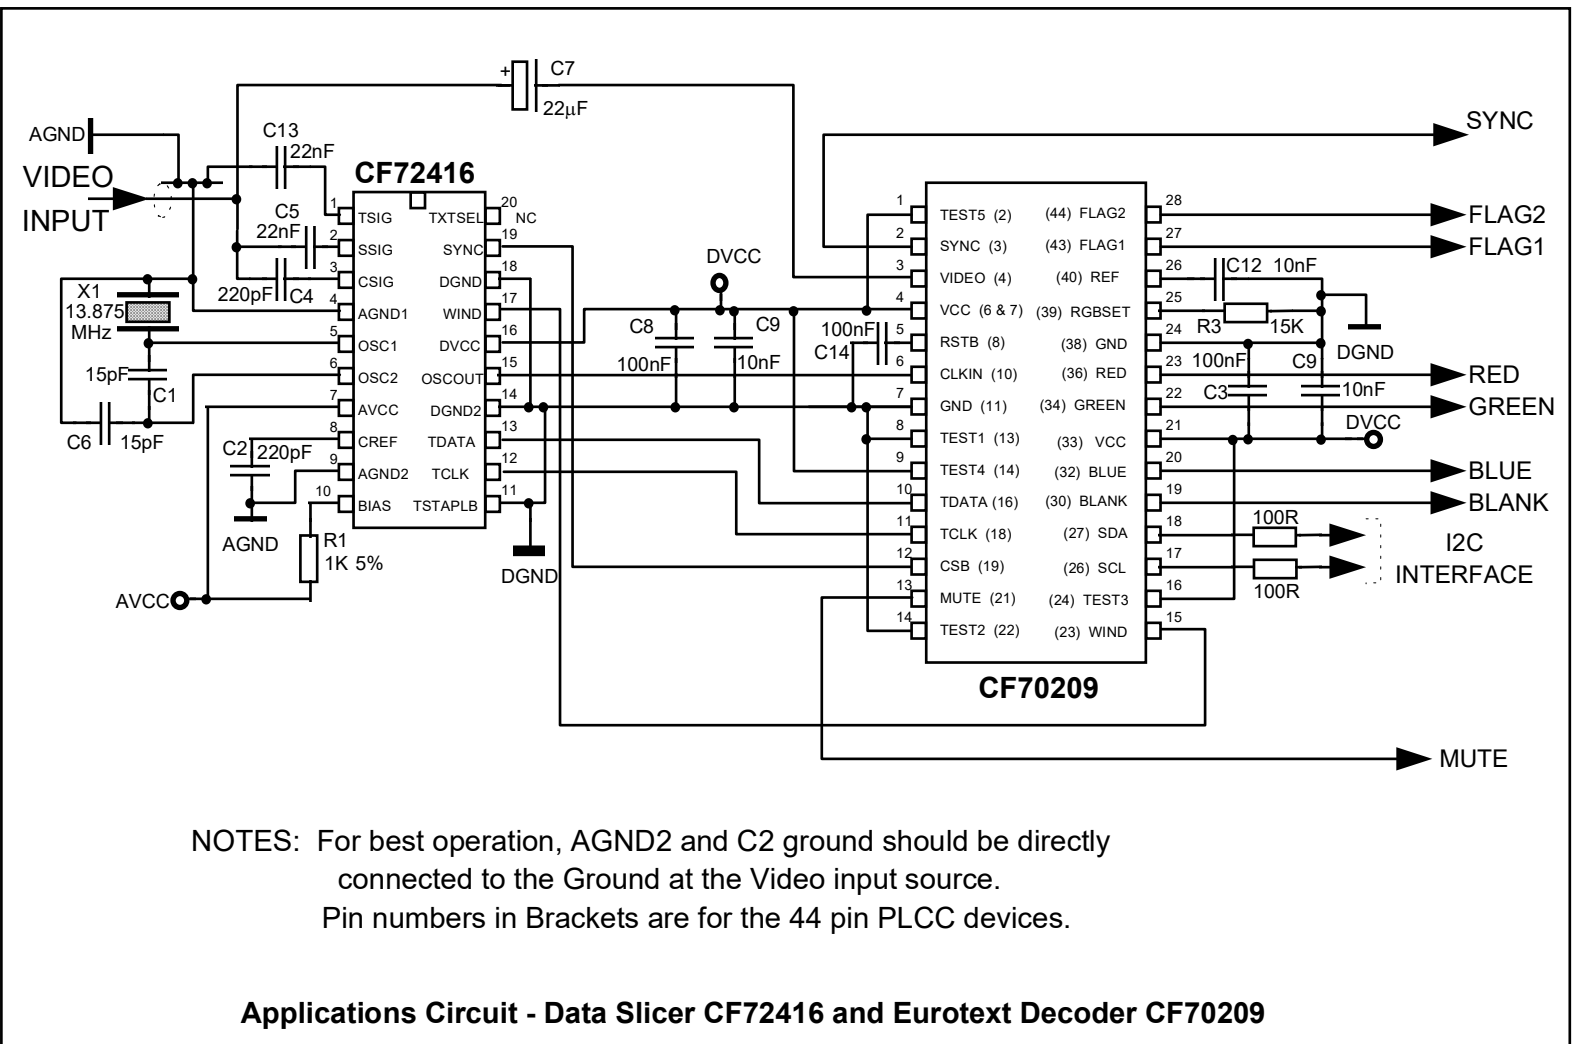 AGND
VIDEO
INPUT
C13
22nF
C5
22nF
220pF C4
C7
+
22µF
X1
13.875
MHz
15pF
C1
C6 15pF
C2 220pF
AGND
R1
1K 5%
AVCC
CF72416
1 TSIG TXTSEL 20 NC
2 SSIG SYNC 19
3 CSIG DGND 18
4 AGND1 WIND 17
5 OSC1 DVCC 16
6 OSC2 OSCOUT 15
7 AVCC DGND2 14
8 CREF TDATA 13
9 AGND2 TCLK 12
10 BIAS TSTAPLB 11
DGND
DVCC
C8
100nF
C9
10nF
100nF
C14
1 TEST5 (2) (44) FLAG2 28
2 SYNC (3) (43) FLAG1 27
3 VIDEO (4) (40) REF 26
4 VCC (6 & 7) (39) RGBSET 25
5 RSTB (8) (38) GND 24
6 CLKIN (10) (36) RED 23
7 GND (11) (34) GREEN 22
8 TEST1 (13) (33) VCC 21
9 TEST4 (14) (32) BLUE 20
10 TDATA (16) (30) BLANK 19
11 TCLK (18) (27) SDA 18
12 CSB (19) (26) SCL 17
13 MUTE (21) (24) TEST3 16
14 TEST2 (22) (23) WIND 15
CF70209
SYNC
FLAG2
FLAG1
C12 10nF
R3 15K
DGND
100nF
C3
C9
10nF
RED
GREEN
DVCC
BLUE
BLANK
100R
100R
I2C
INTERFACE
MUTE
NOTES: For best operation, AGND2 and C2 ground should be directly
connected to the Ground at the Video input source.
Pin numbers in Brackets are for the 44 pin PLCC devices.
Applications Circuit - Data Slicer CF72416 and Eurotext Decoder CF70209